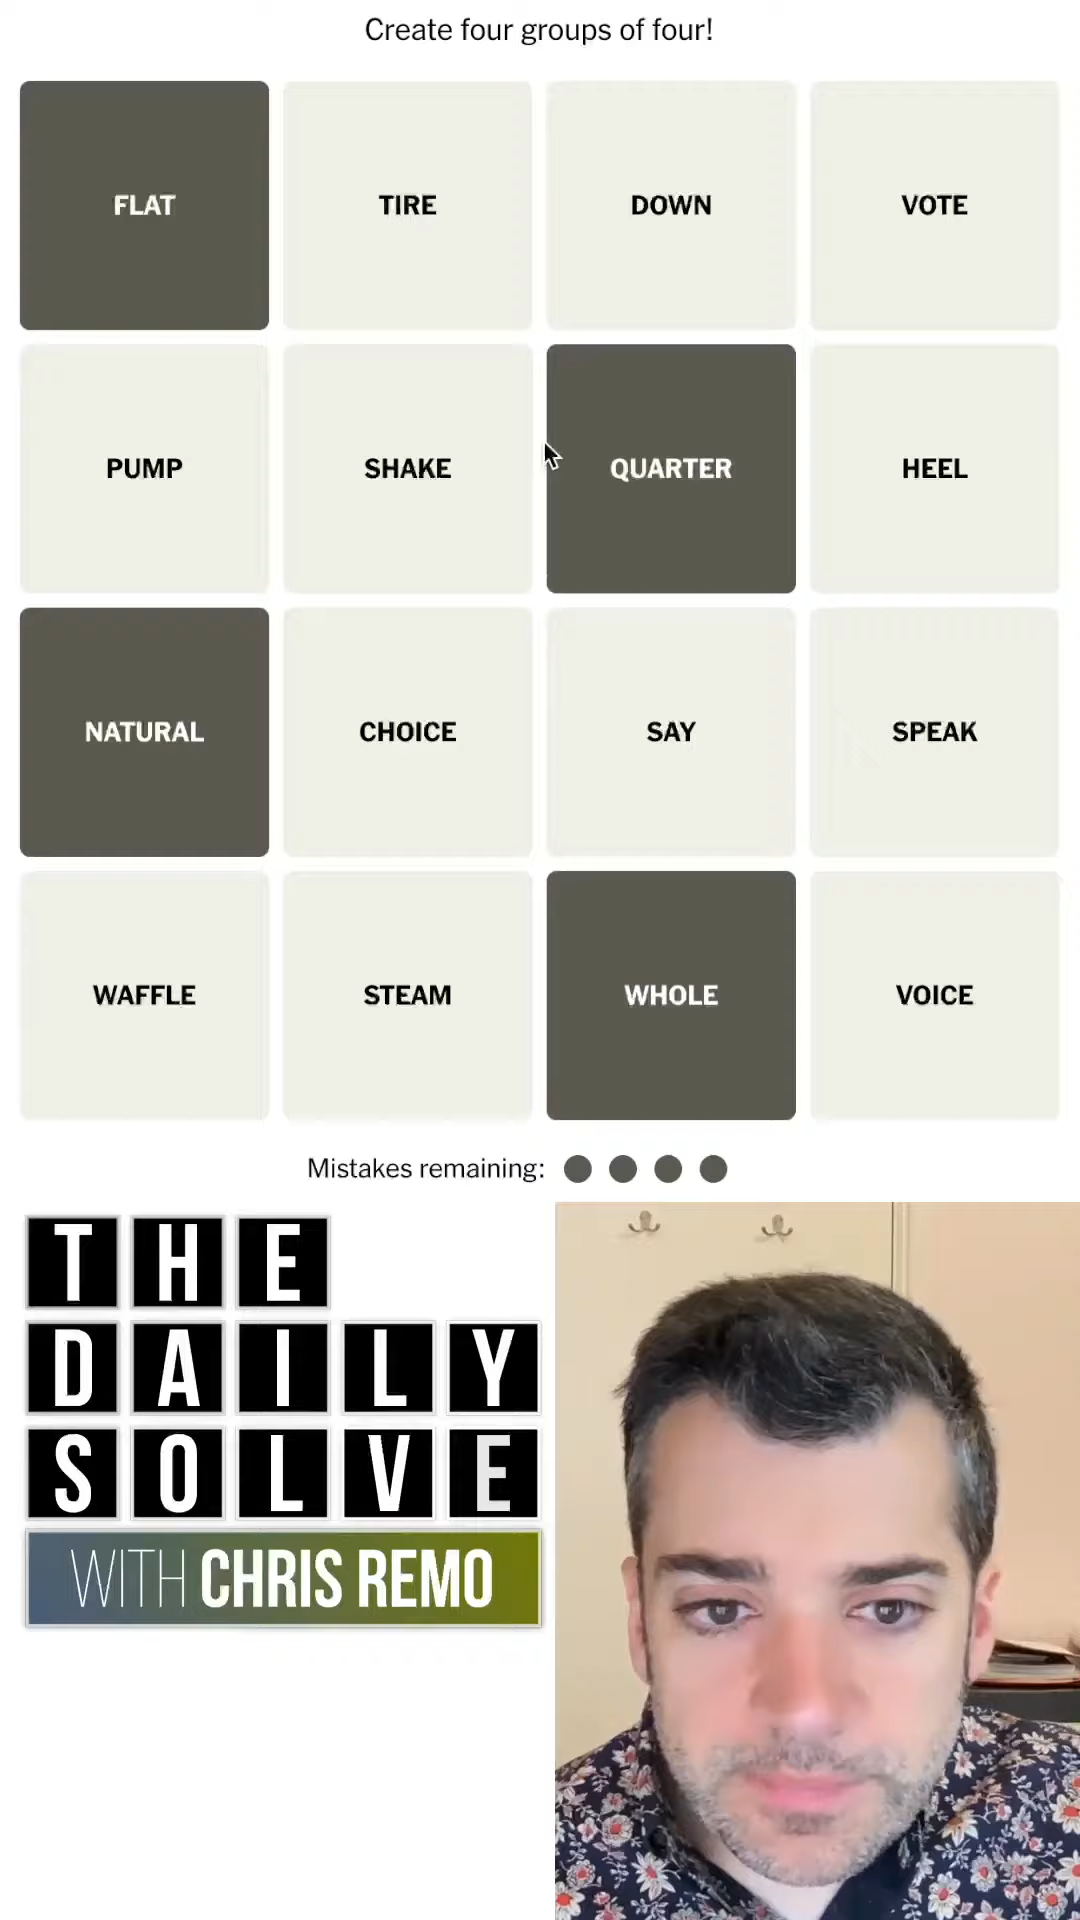 Create four groups of four!
FLAT TIRE DOWN VOTE
PUMP SHAKE QUARTER HEEL
NATURAL CHOICE SAY SPEAK
WAFFLE STEAM WHOLE VOICE
Mistakes remaining:
THE
DAILY
SOLVE
WITH CHRIS REMO